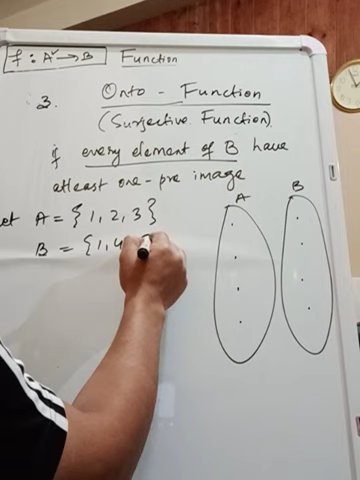 f : A → B Function
3. Onto - Function
(Surjective Function)
if every element of B have
atleast one - pre image
let A = { 1, 2, 3 }
B = { 1, 4
A
B